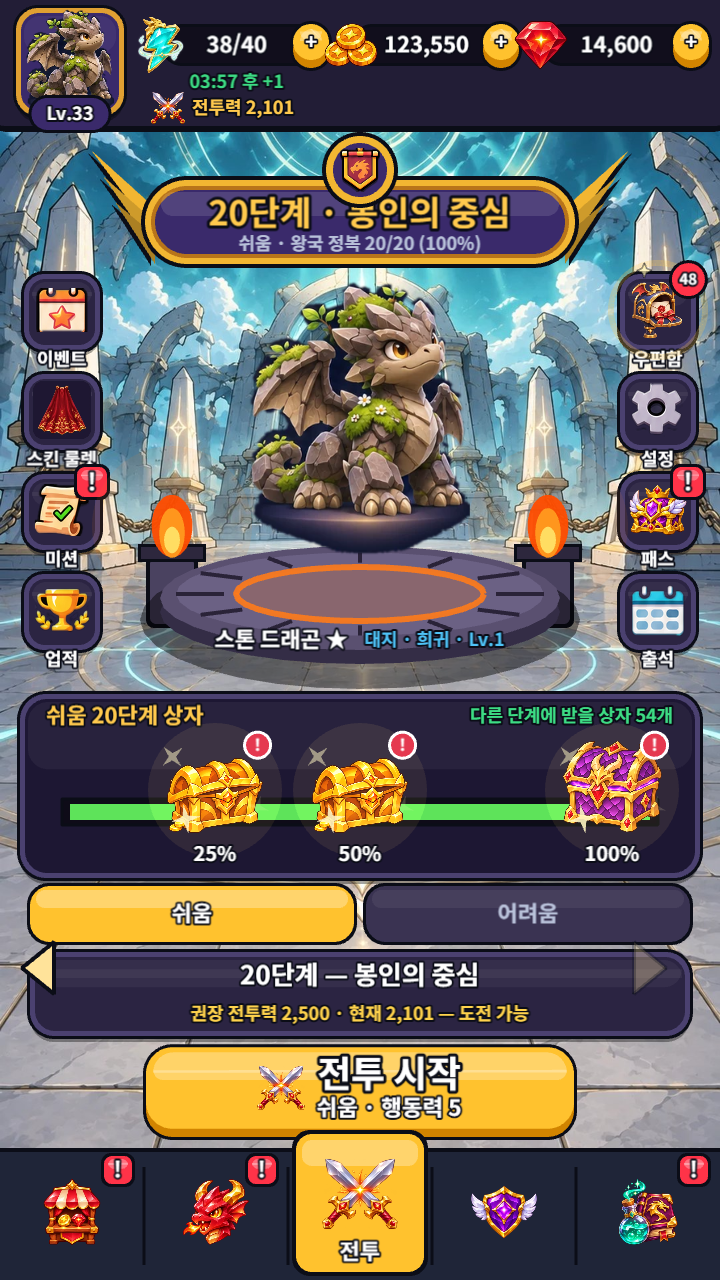 38/40
123,550
14,600
03:57 후 +1
전투력 2,101
Lv.33
20단계 · 봉인의 중심
쉬움 · 왕국 정복 20/20 (100%)
이벤트
48
우편함
스킨 룰렛
설정
!
미션
!
패스
업적
출석
스톤 드래곤 ★ 대지 · 희귀 · Lv.1
쉬움 20단계 상자
다른 단계에 받을 상자 54개
!
!
!
25%
50%
100%
쉬움
어려움
20단계 — 봉인의 중심
권장 전투력 2,500 · 현재 2,101 — 도전 가능
전투 시작
쉬움 · 행동력 5
!
!
!
전투